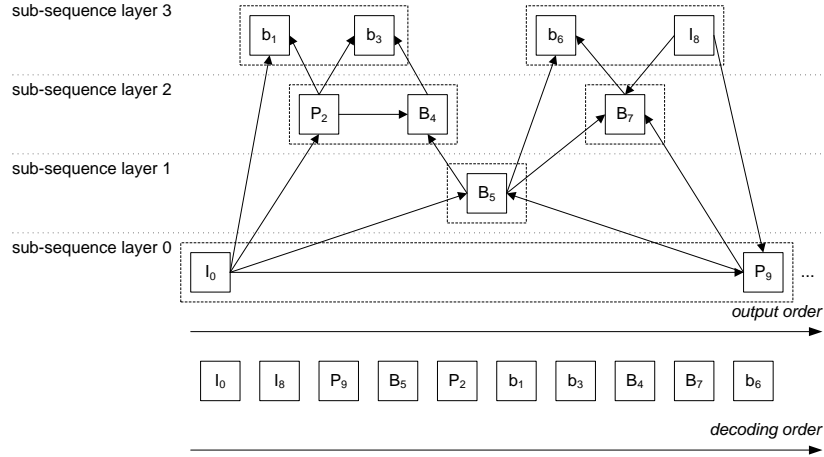 sub-sequence layer 3
b1 b3 b6 I8
sub-sequence layer 2
P2 B4 B7
sub-sequence layer 1
B5
sub-sequence layer 0
I0 P9 ...
output order
I0 I8 P9 B5 P2 b1 b3 B4 B7 b6
decoding order